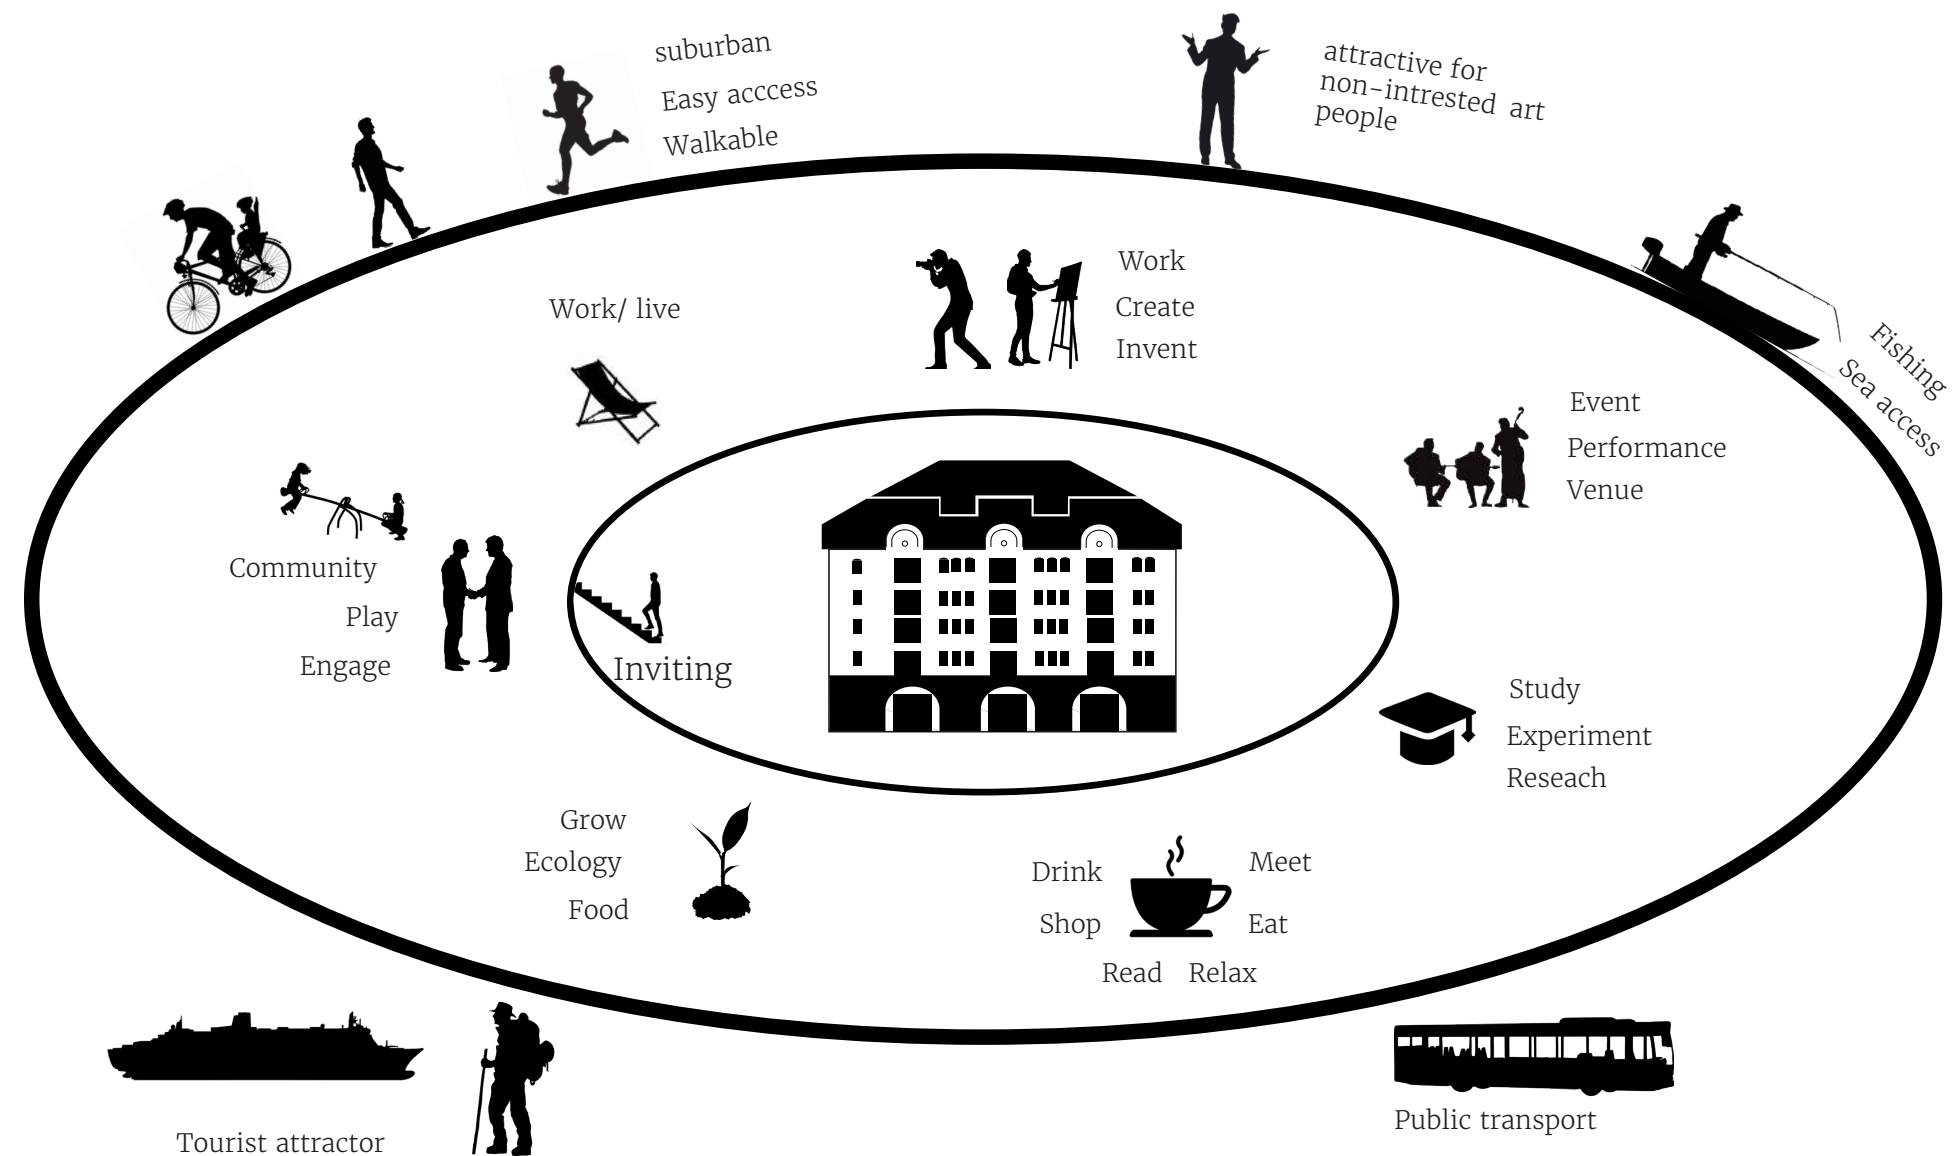 suburban
Easy acccess
Walkable
attractive for
non-intrested art
people
Fishing
Sea access
Work/ live
Work
Create
Invent
Event
Performance
Venue
Community
Play
Engage
Inviting
Study
Experiment
Reseach
Grow
Ecology
Food
Drink
Meet
Shop
Eat
Read Relax
Tourist attractor
Public transport